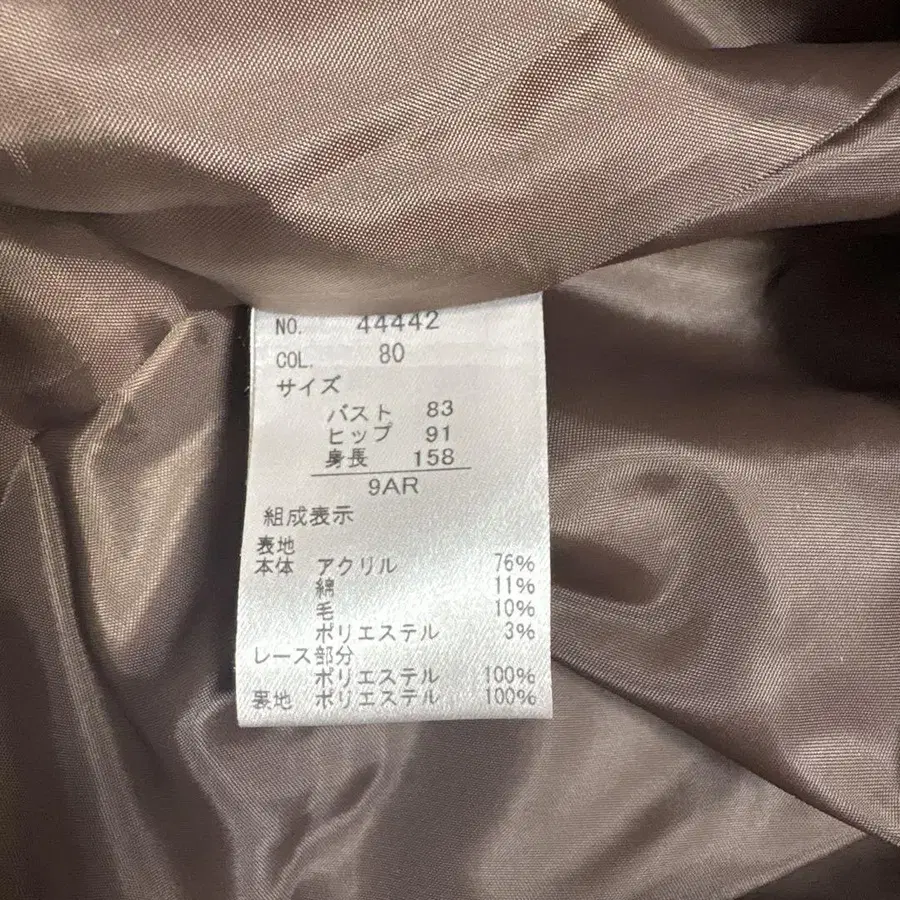 NO. 44442
COL. 80
サイズ
バスト 83
ヒップ 91
身長 158
9AR
組成表示
表地
本体 アクリル 76%
綿 11%
毛 10%
ポリエステル 3%
レース部分
ポリエステル 100%
裏地 ポリエステル 100%